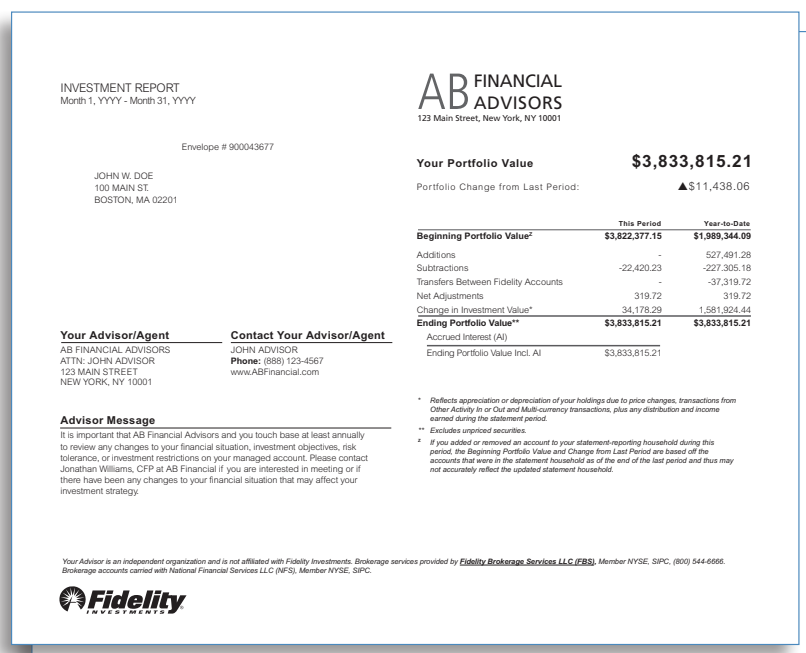 INVESTMENT REPORT
Month 1, YYYY - Month 31, YYYY
Envelope # 900043677
JOHN W. DOE
100 MAIN ST.
BOSTON, MA 02201
AB FINANCIAL
ADVISORS
123 Main Street, New York, NY 10001
Your Portfolio Value $3,833,815.21
Portfolio Change from Last Period: ▲$11,438.06
This Period Year-to-Date
Beginning Portfolio Valueᶻ $3,822,377.15 $1,989,344.09
Additions - 527,491.28
Subtractions -22,420.23 -227.305.18
Transfers Between Fidelity Accounts - -37,319.72
Net Adjustments 319.72 319.72
Change in Investment Value* 34,178.29 1,581,924.44
Ending Portfolio Value** $3,833,815.21 $3,833,815.21
Accrued Interest (AI)
Ending Portfolio Value Incl. AI $3,833,815.21
Your Advisor/Agent
AB FINANCIAL ADVISORS
ATTN: JOHN ADVISOR
123 MAIN STREET
NEW YORK, NY 10001
Contact Your Advisor/Agent
JOHN ADVISOR
Phone: (888) 123-4567
www.ABFinancial.com
Advisor Message
It is important that AB Financial Advisors and you touch base at least annually
to review any changes to your financial situation, investment objectives, risk
tolerance, or investment restrictions on your managed account. Please contact
Jonathan Williams, CFP at AB Financial if you are interested in meeting or if
there have been any changes to your financial situation that may affect your
investment strategy.
* Reflects appreciation or depreciation of your holdings due to price changes, transactions from
Other Activity In or Out and Multi-currency transactions, plus any distribution and income
earned during the statement period.
** Excludes unpriced securities.
ᶻ If you added or removed an account to your statement-reporting household during this
period, the Beginning Portfolio Value and Change from Last Period are based off the
accounts that were in the statement household as of the end of the last period and thus may
not accurately reflect the updated statement household.
Your Advisor is an independent organization and is not affiliated with Fidelity Investments. Brokerage services provided by Fidelity Brokerage Services LLC (FBS), Member NYSE, SIPC, (800) 544-6666.
Brokerage accounts carried with National Financial Services LLC (NFS), Member NYSE, SIPC.
Fidelity
INVESTMENTS